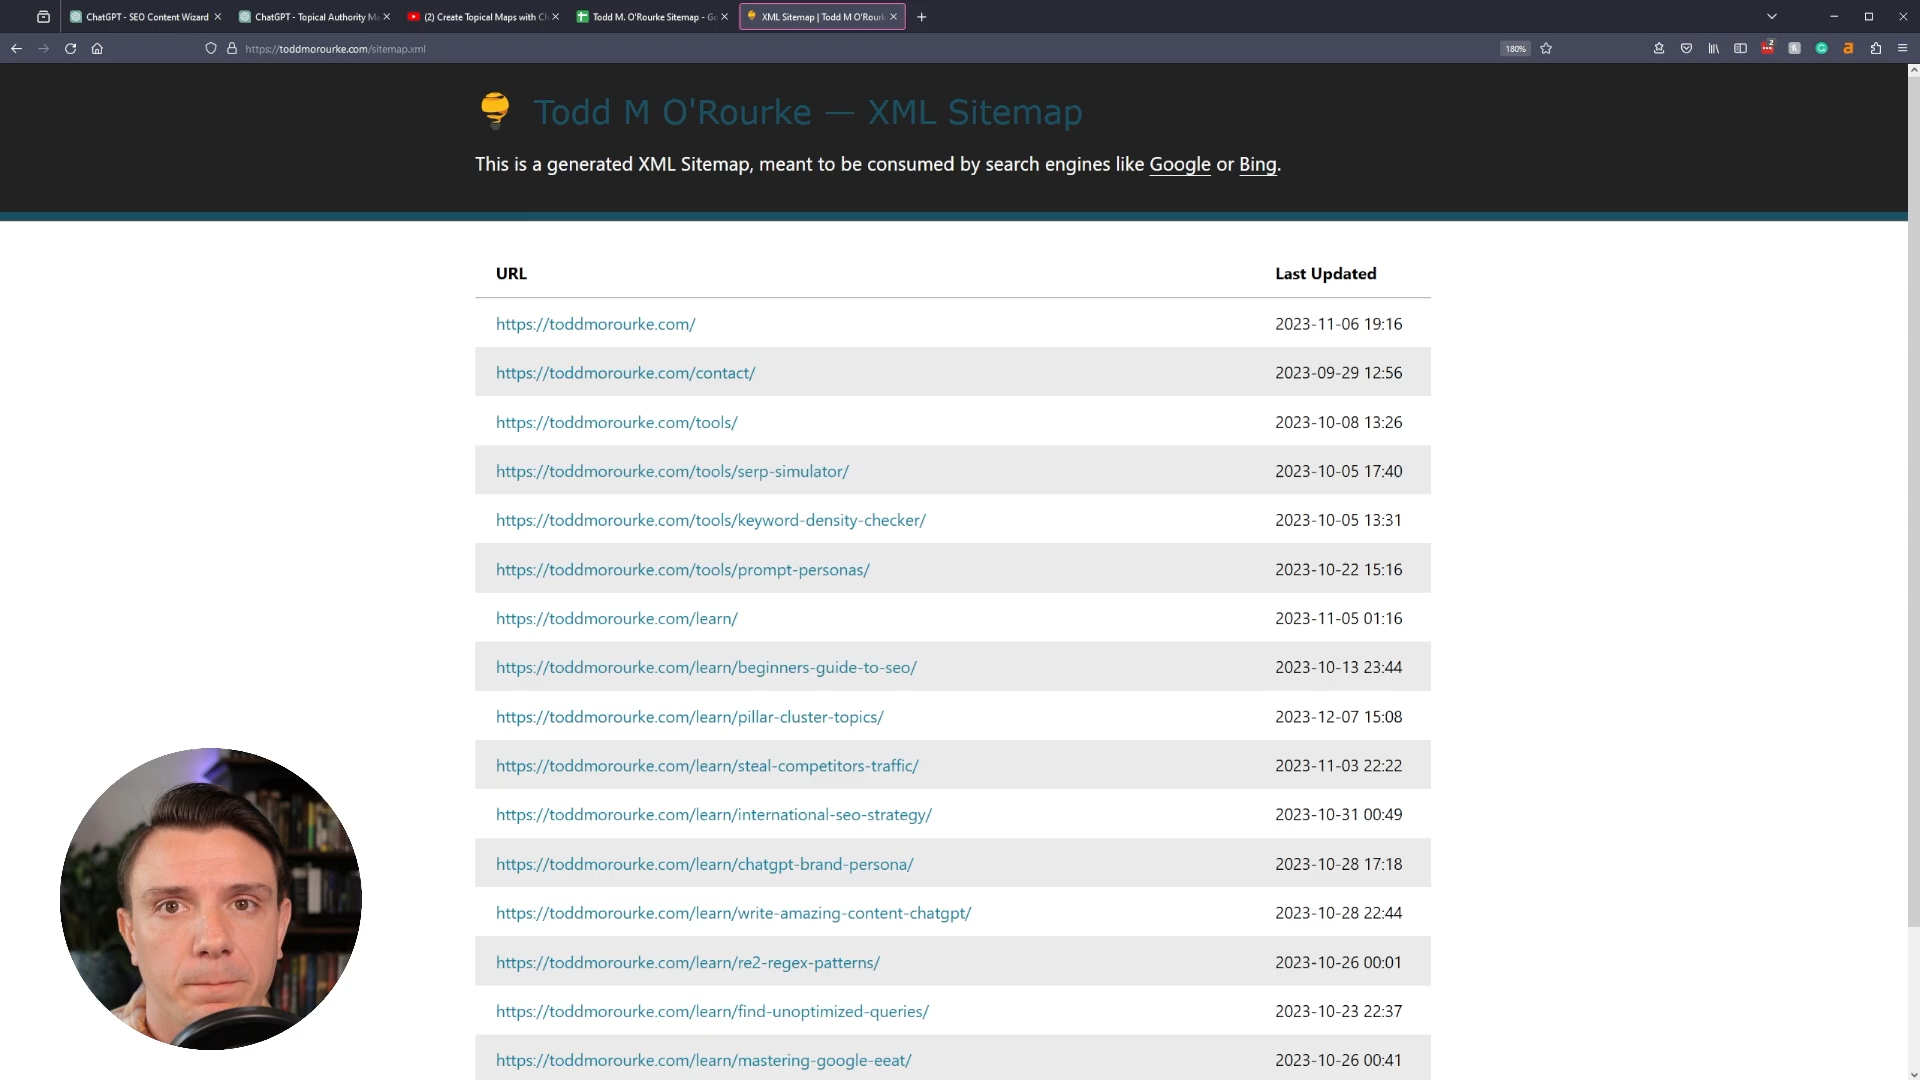 ChatGPT - SEO Content Wizard
ChatGPT - Topical Authority Ma
(2) Create Topical Maps with Ch
Todd M. O'Rourke Sitemap - Go
XML Sitemap | Todd M O'Rourk
https://toddmorourke.com/sitemap.xml
180%
2
Todd M O'Rourke — XML Sitemap
This is a generated XML Sitemap, meant to be consumed by search engines like Google or Bing.
URL Last Updated
https://toddmorourke.com/ 2023-11-06 19:16
https://toddmorourke.com/contact/ 2023-09-29 12:56
https://toddmorourke.com/tools/ 2023-10-08 13:26
https://toddmorourke.com/tools/serp-simulator/ 2023-10-05 17:40
https://toddmorourke.com/tools/keyword-density-checker/ 2023-10-05 13:31
https://toddmorourke.com/tools/prompt-personas/ 2023-10-22 15:16
https://toddmorourke.com/learn/ 2023-11-05 01:16
https://toddmorourke.com/learn/beginners-guide-to-seo/ 2023-10-13 23:44
https://toddmorourke.com/learn/pillar-cluster-topics/ 2023-12-07 15:08
https://toddmorourke.com/learn/steal-competitors-traffic/ 2023-11-03 22:22
https://toddmorourke.com/learn/international-seo-strategy/ 2023-10-31 00:49
https://toddmorourke.com/learn/chatgpt-brand-persona/ 2023-10-28 17:18
https://toddmorourke.com/learn/write-amazing-content-chatgpt/ 2023-10-28 22:44
https://toddmorourke.com/learn/re2-regex-patterns/ 2023-10-26 00:01
https://toddmorourke.com/learn/find-unoptimized-queries/ 2023-10-23 22:37
https://toddmorourke.com/learn/mastering-google-eeat/ 2023-10-26 00:41